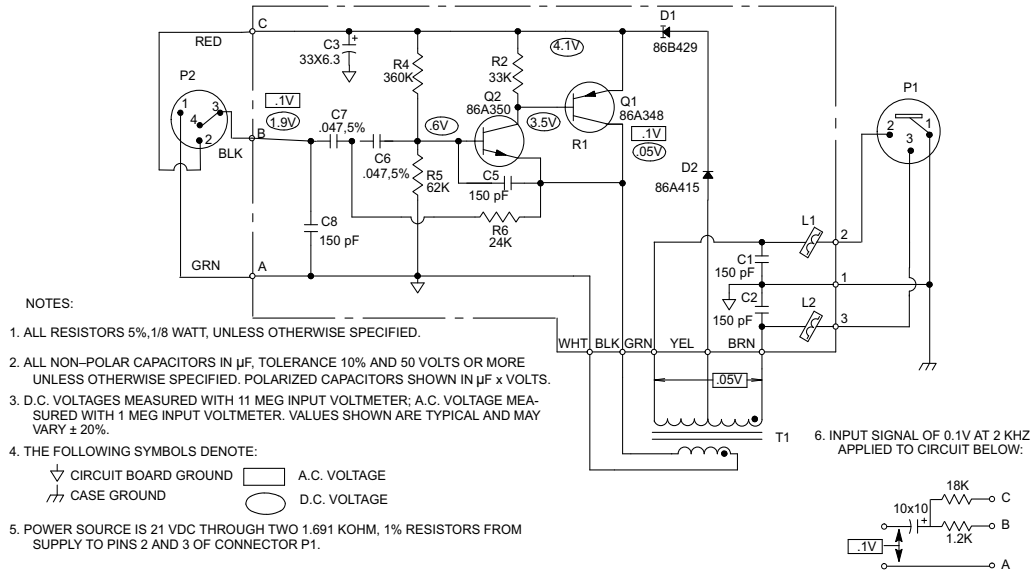 C
D1
RED
86B429
C3
33X6.3
4.1V
R4
360K
R2
33K
P2
P1
Q2
86A350
Q1
86A348
1
3
4
2
.1V
1.9V
C7
.047,5%
.6V
3.5V
R1
.1V
.05V
2
1
3
B
BLK
C6
.047,5%
R5
62K
C5
150 pF
D2
86A415
C8
150 pF
R6
24K
L1
2
C1
150 pF
GRN
A
1
C2
150 pF
L2
3
WHT
BLK
GRN
YEL
BRN
.05V
T1
NOTES:
1. ALL RESISTORS 5%,1/8 WATT, UNLESS OTHERWISE SPECIFIED.
2. ALL NON–POLAR CAPACITORS IN µF, TOLERANCE 10% AND 50 VOLTS OR MORE
UNLESS OTHERWISE SPECIFIED. POLARIZED CAPACITORS SHOWN IN µF x VOLTS.
3. D.C. VOLTAGES MEASURED WITH 11 MEG INPUT VOLTMETER; A.C. VOLTAGE MEA-
SURED WITH 1 MEG INPUT VOLTMETER. VALUES SHOWN ARE TYPICAL AND MAY
VARY ± 20%.
4. THE FOLLOWING SYMBOLS DENOTE:
CIRCUIT BOARD GROUND
A.C. VOLTAGE
CASE GROUND
D.C. VOLTAGE
5. POWER SOURCE IS 21 VDC THROUGH TWO 1.691 KOHM, 1% RESISTORS FROM
SUPPLY TO PINS 2 AND 3 OF CONNECTOR P1.
6. INPUT SIGNAL OF 0.1V AT 2 KHZ
APPLIED TO CIRCUIT BELOW:
18K
C
10x10
+
B
1.2K
.1V
A